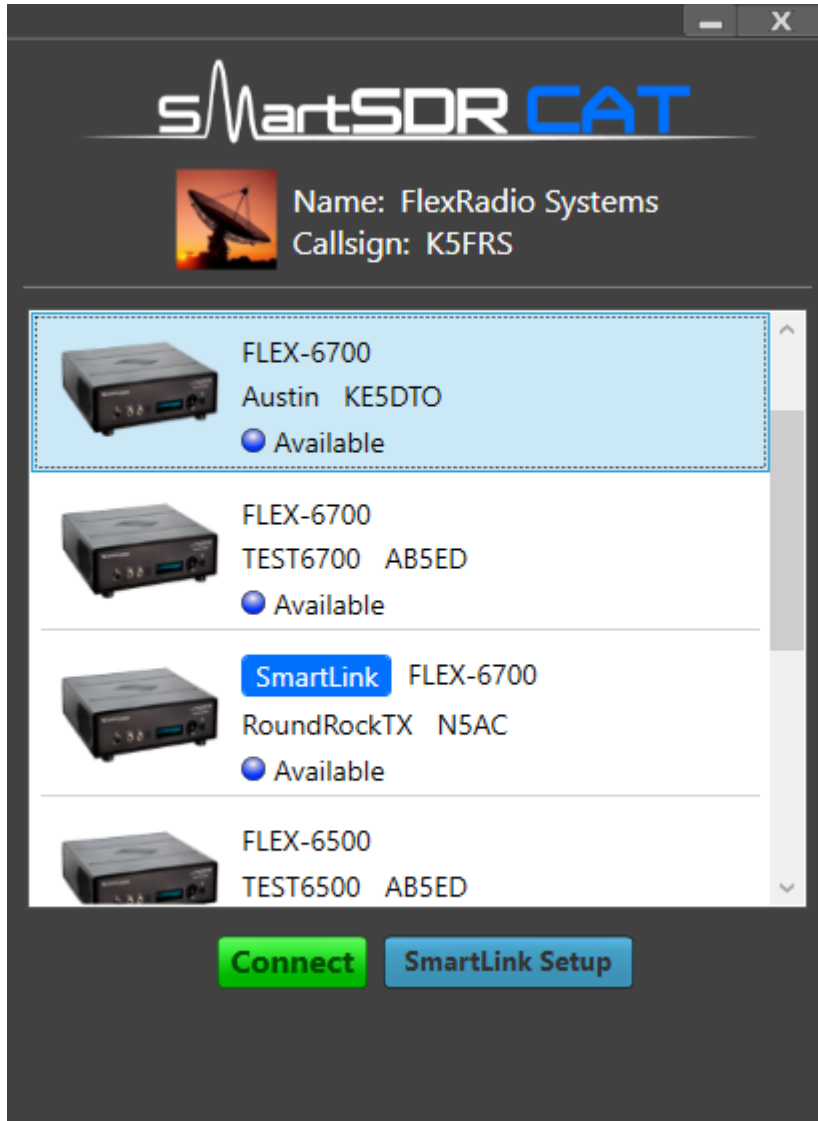 smartSDR CAT
Name: FlexRadio Systems
Callsign: K5FRS
FLEX-6700
Austin KE5DTO
Available
FLEX-6700
TEST6700 AB5ED
Available
SmartLink FLEX-6700
RoundRockTX N5AC
Available
FLEX-6500
TEST6500 AB5ED
Connect SmartLink Setup